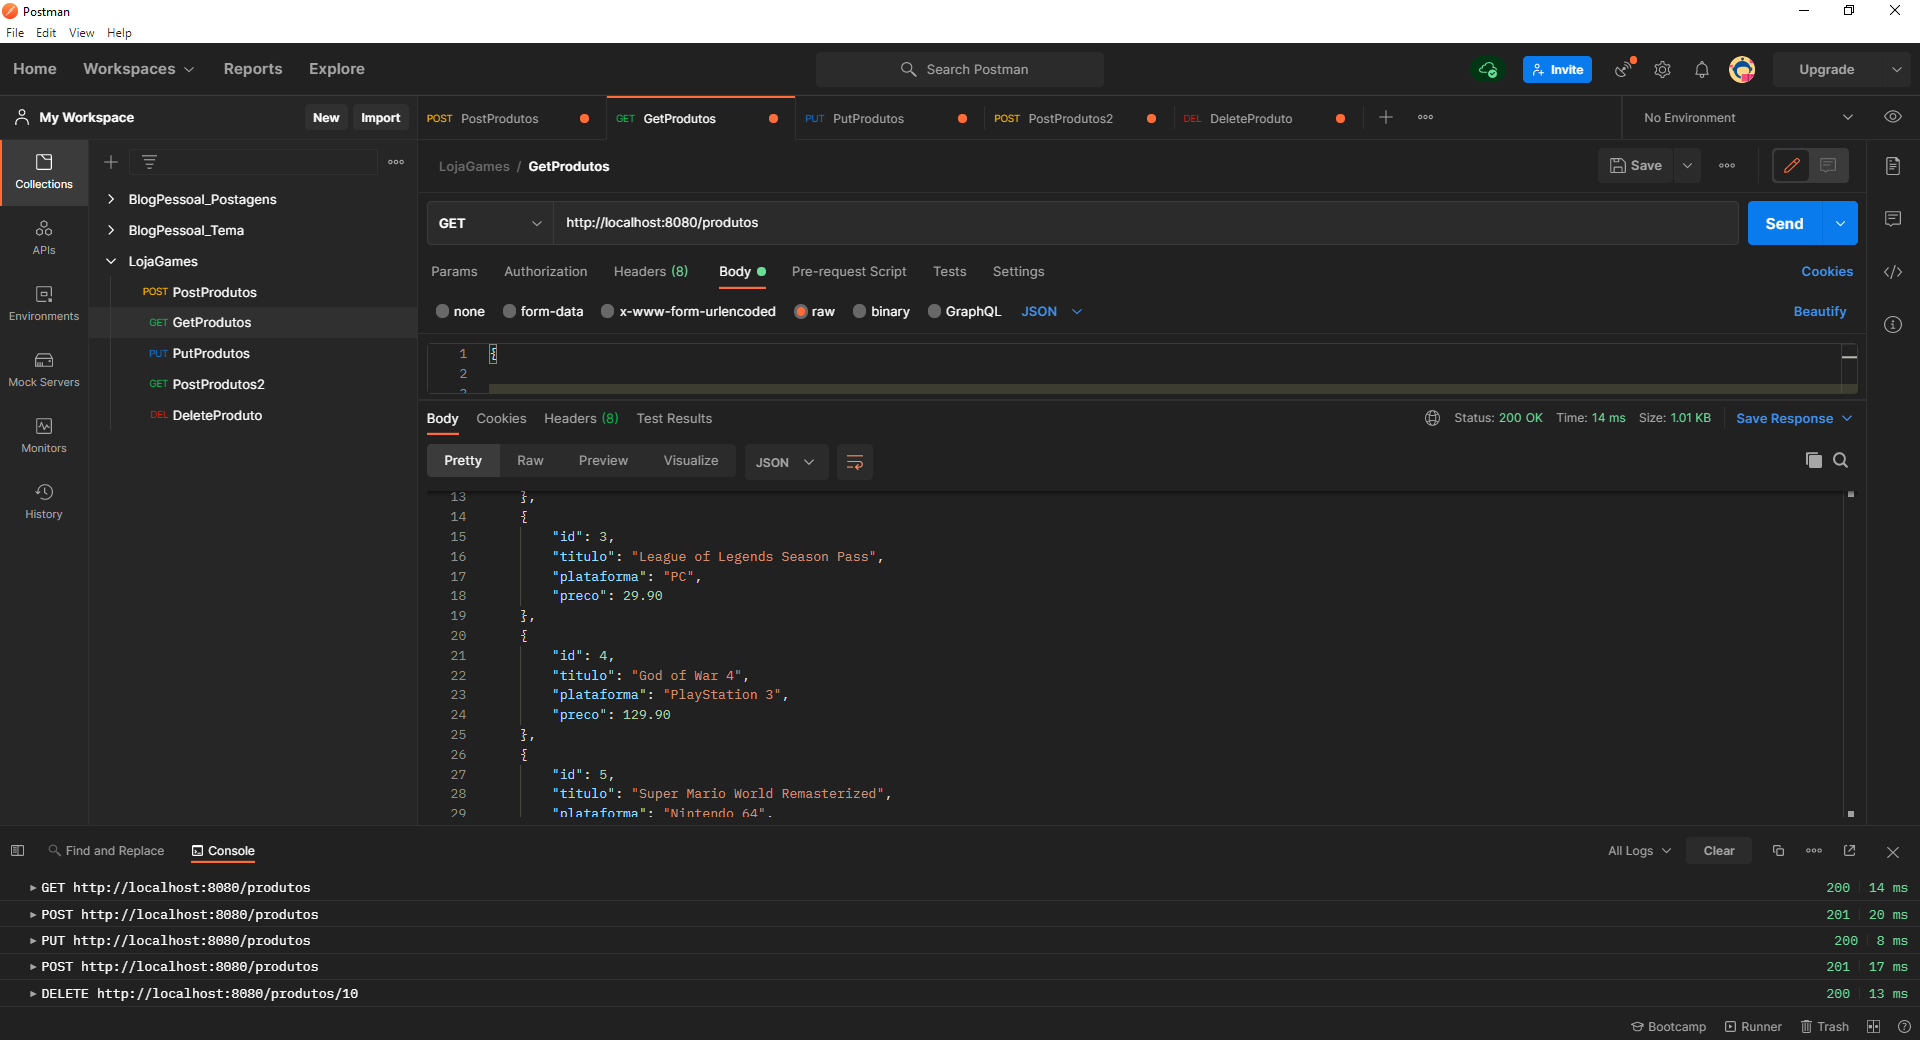 Postman
File Edit View Help
Home Workspaces Reports Explore Search Postman Invite Upgrade
My Workspace New Import
POST PostProdutos GET GetProdutos PUT PutProdutos POST PostProdutos2 DEL DeleteProduto No Environment
Collections
APIs
Environments
Mock Servers
Monitors
History
BlogPessoal_Postagens
BlogPessoal_Tema
LojaGames
POST PostProdutos
GET GetProdutos
PUT PutProdutos
GET PostProdutos2
DEL DeleteProduto
LojaGames / GetProdutos Save
GET http://localhost:8080/produtos Send
Params Authorization Headers (8) Body Pre-request Script Tests Settings Cookies
none form-data x-www-form-urlencoded raw binary GraphQL JSON Beautify
1 {
2
3
Body Cookies Headers (8) Test Results Status: 200 OK Time: 14 ms Size: 1.01 KB Save Response
Pretty Raw Preview Visualize JSON
13 },
14 {
15 "id": 3,
16 "titulo": "League of Legends Season Pass",
17 "plataforma": "PC",
18 "preco": 29.90
19 },
20 {
21 "id": 4,
22 "titulo": "God of War 4",
23 "plataforma": "PlayStation 3",
24 "preco": 129.90
25 },
26 {
27 "id": 5,
28 "titulo": "Super Mario World Remasterized",
29 "plataforma": "Nintendo 64",
Find and Replace Console All Logs Clear
GET http://localhost:8080/produtos 200 14 ms
POST http://localhost:8080/produtos 201 20 ms
PUT http://localhost:8080/produtos 200 8 ms
POST http://localhost:8080/produtos 201 17 ms
DELETE http://localhost:8080/produtos/10 200 13 ms
Bootcamp Runner Trash